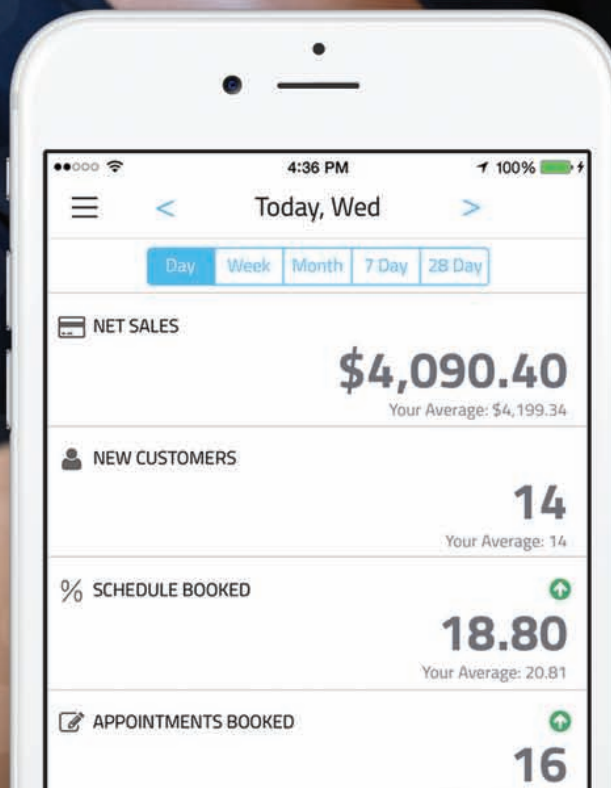 4:36 PM
100%
Today, Wed
Day Week Month 7 Day 28 Day
NET SALES
$4,090.40
Your Average: $4,199.34
NEW CUSTOMERS
14
Your Average: 14
% SCHEDULE BOOKED
18.80
Your Average: 20.81
APPOINTMENTS BOOKED
16